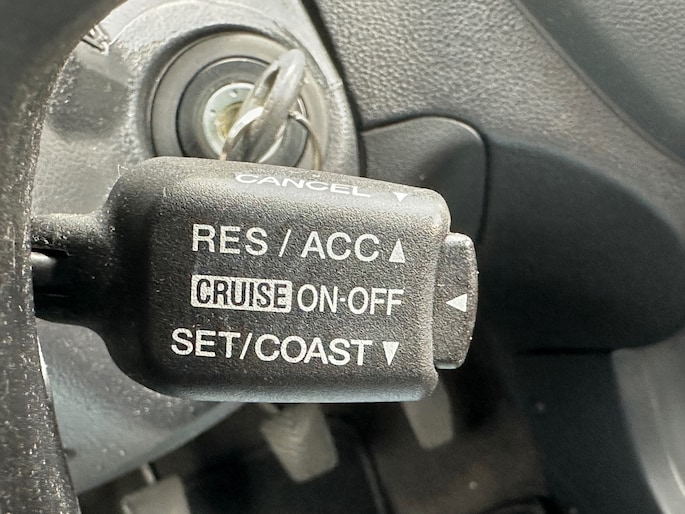 CANCEL ▼
RES / ACC ▲
CRUISE ON-OFF ◀
SET/COAST ▼